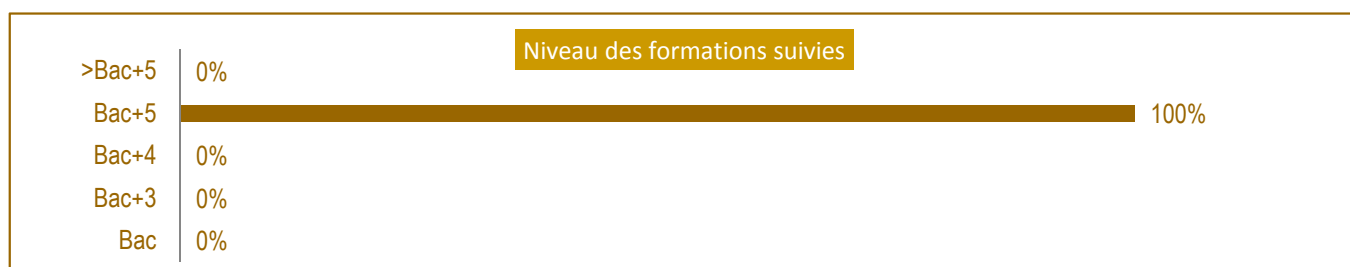 Niveau des formations suivies
>Bac+5 0%
Bac+5 100%
Bac+4 0%
Bac+3 0%
Bac 0%